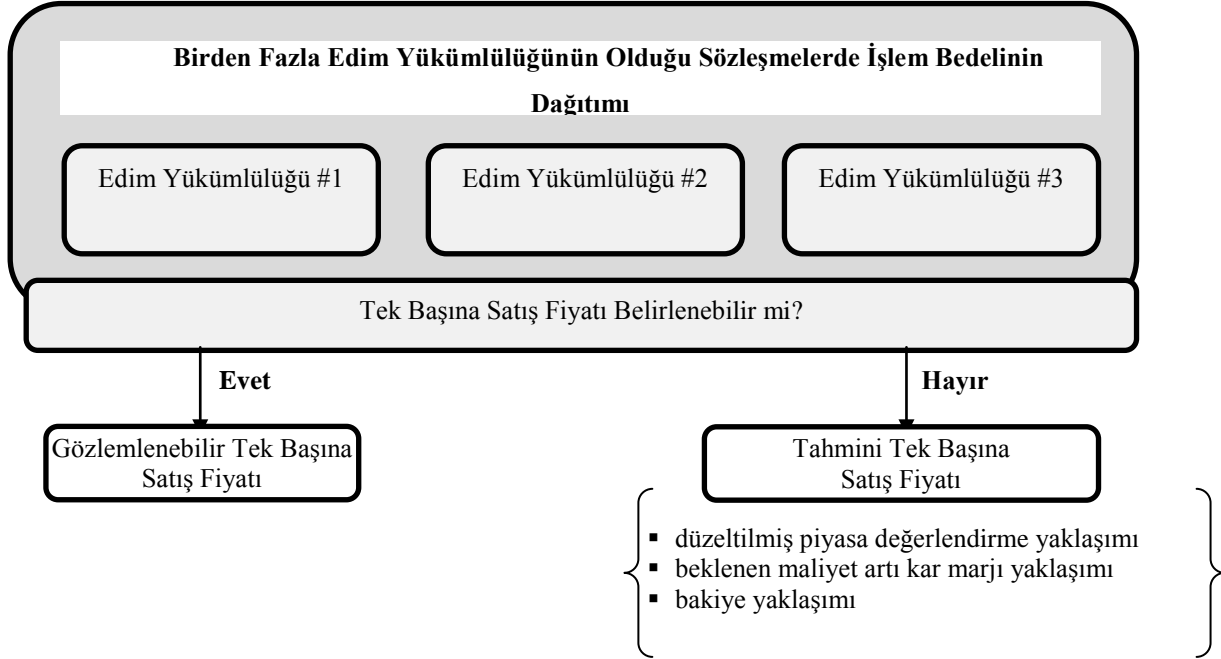 Birden Fazla Edim Yükümlülüğünün Olduğu Sözleşmelerde İşlem Bedelinin
Dağıtımı
Edim Yükümlülüğü #1
Edim Yükümlülüğü #2
Edim Yükümlülüğü #3
Tek Başına Satış Fiyatı Belirlenebilir mi?
Evet
Hayır
Gözlemlenebilir Tek Başına
Satış Fiyatı
Tahmini Tek Başına
Satış Fiyatı
▪ düzeltilmiş piyasa değerlendirme yaklaşımı
▪ beklenen maliyet artı kar marjı yaklaşımı
▪ bakiye yaklaşımı